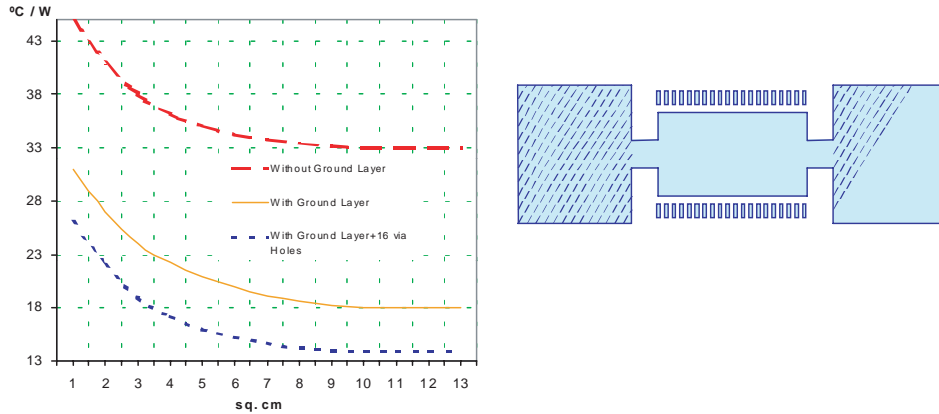 ºC / W
43
38
33
28
23
18
13
Without Ground Layer
With Ground Layer
With Ground Layer+16 via
Holes
1 2 3 4 5 6 7 8 9 10 11 12 13
sq. cm